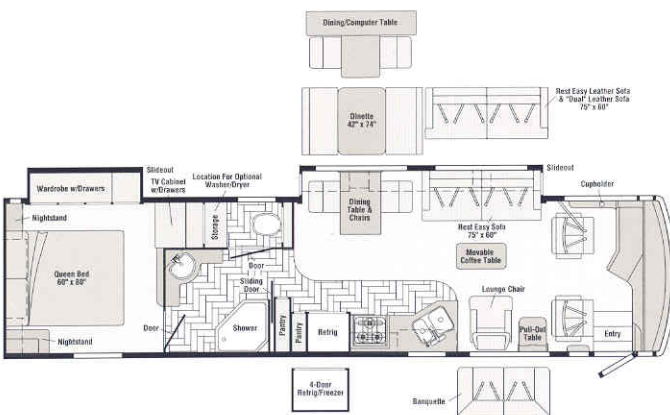 Dining/Computer Table
Dinette
42" x 74"
Rest Easy Leather Sofa
& "Dual" Leather Sofa
75" x 60"
Slideout
TV Cabinet
w/Drawers
Location For Optional
Washer/Dryer
Slideout
Wardrobe w/Drawers
Cupholder
Nightstand
Storage
Dining
Table &
Chairs
Rest Easy Sofa
75" x 60"
Movable
Coffee Table
Queen Bed
60" x 80"
Door
Sliding
Door
Lounge Chair
Door
Shower
Pantry
Pantry
Refrig
Pull-Out
Table
Entry
Nightstand
4-Door
Refrig/Freezer
Banquette